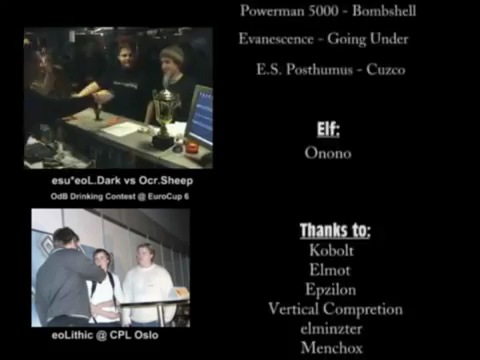 Powerman 5000 - Bombshell
Evanescence - Going Under
E.S. Posthumus - Cuzco
Elf:
Onono
esu*eoL.Dark vs Ocr.Sheep
OdB Drinking Contest @ EuroCup 6
Thanks to:
Kobolt
Elmot
Epzilon
Vertical Compretion
elminzter
Menchox
eoLithic @ CPL Oslo